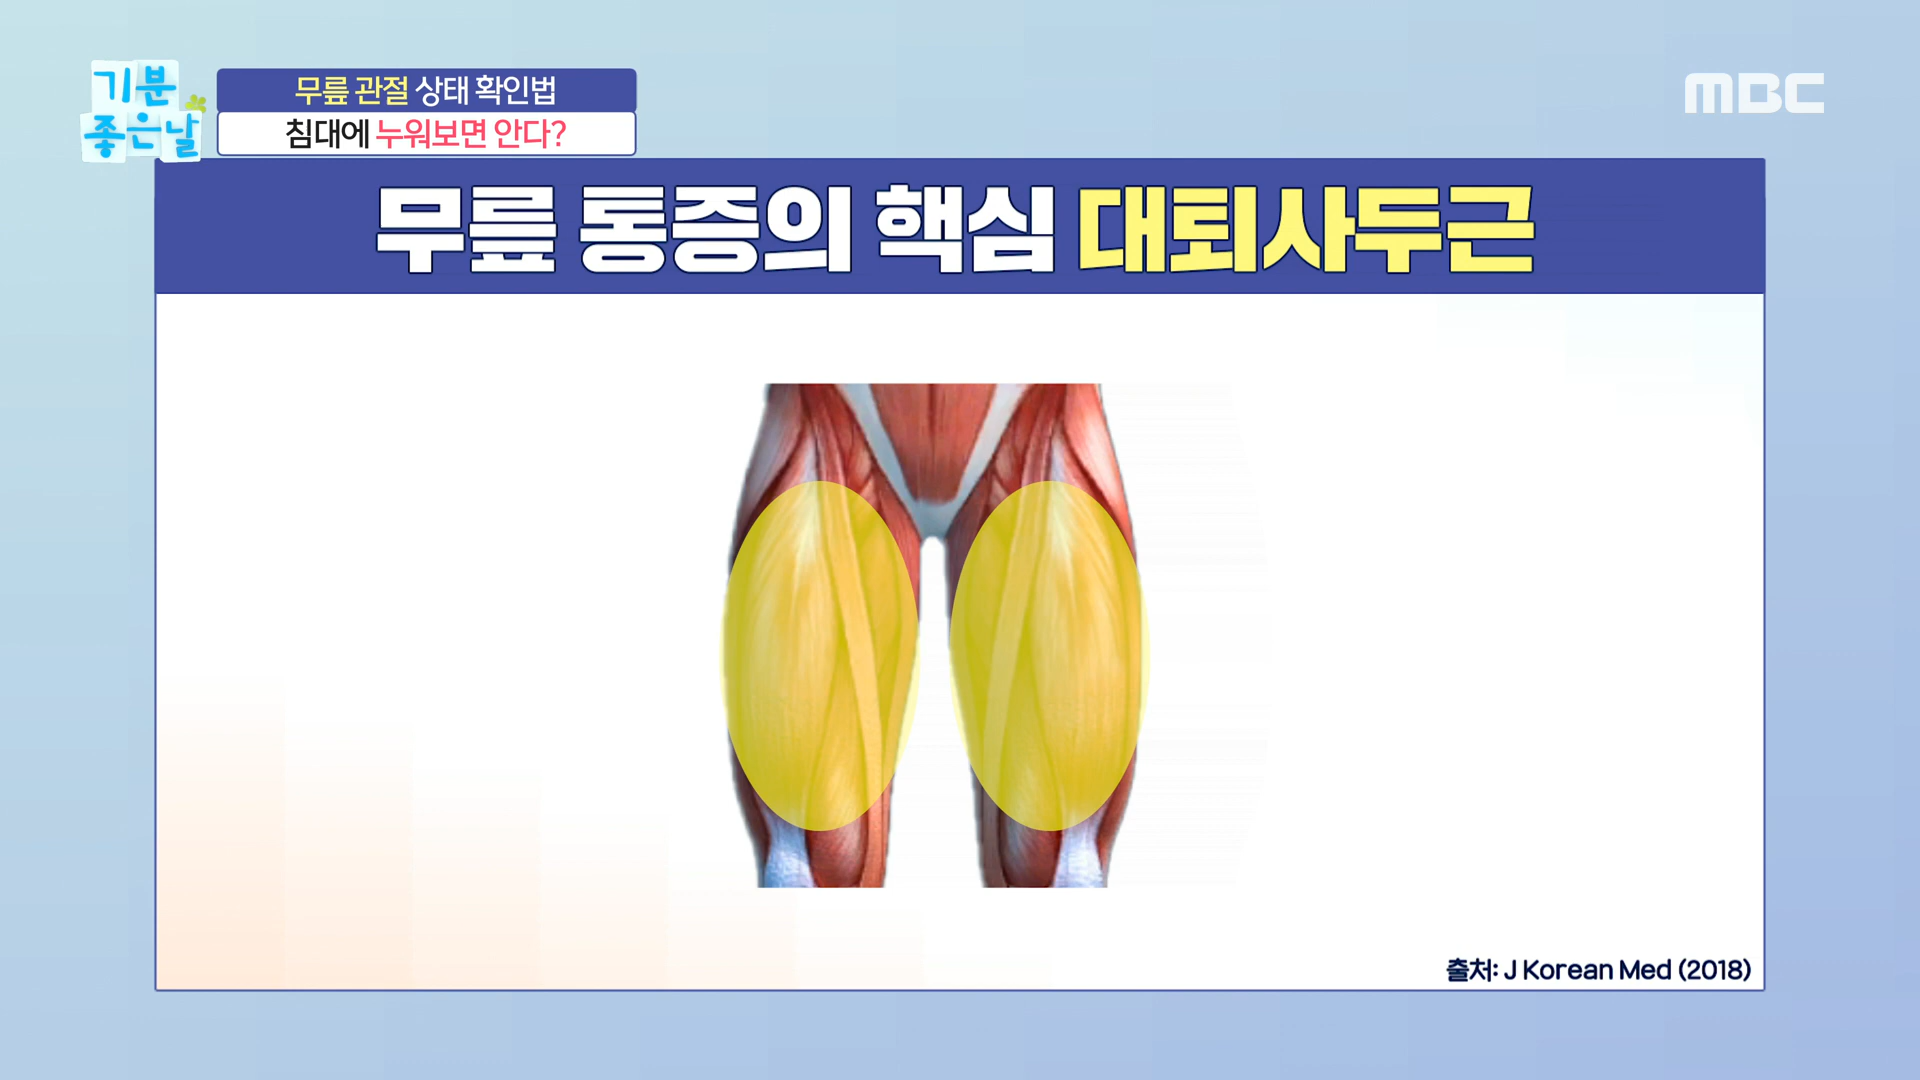 기분
좋은날
무릎 관절 상태 확인법
침대에 누워보면 안다?
MBC
무릎 통증의 핵심 대퇴사두근
출처: J Korean Med (2018)